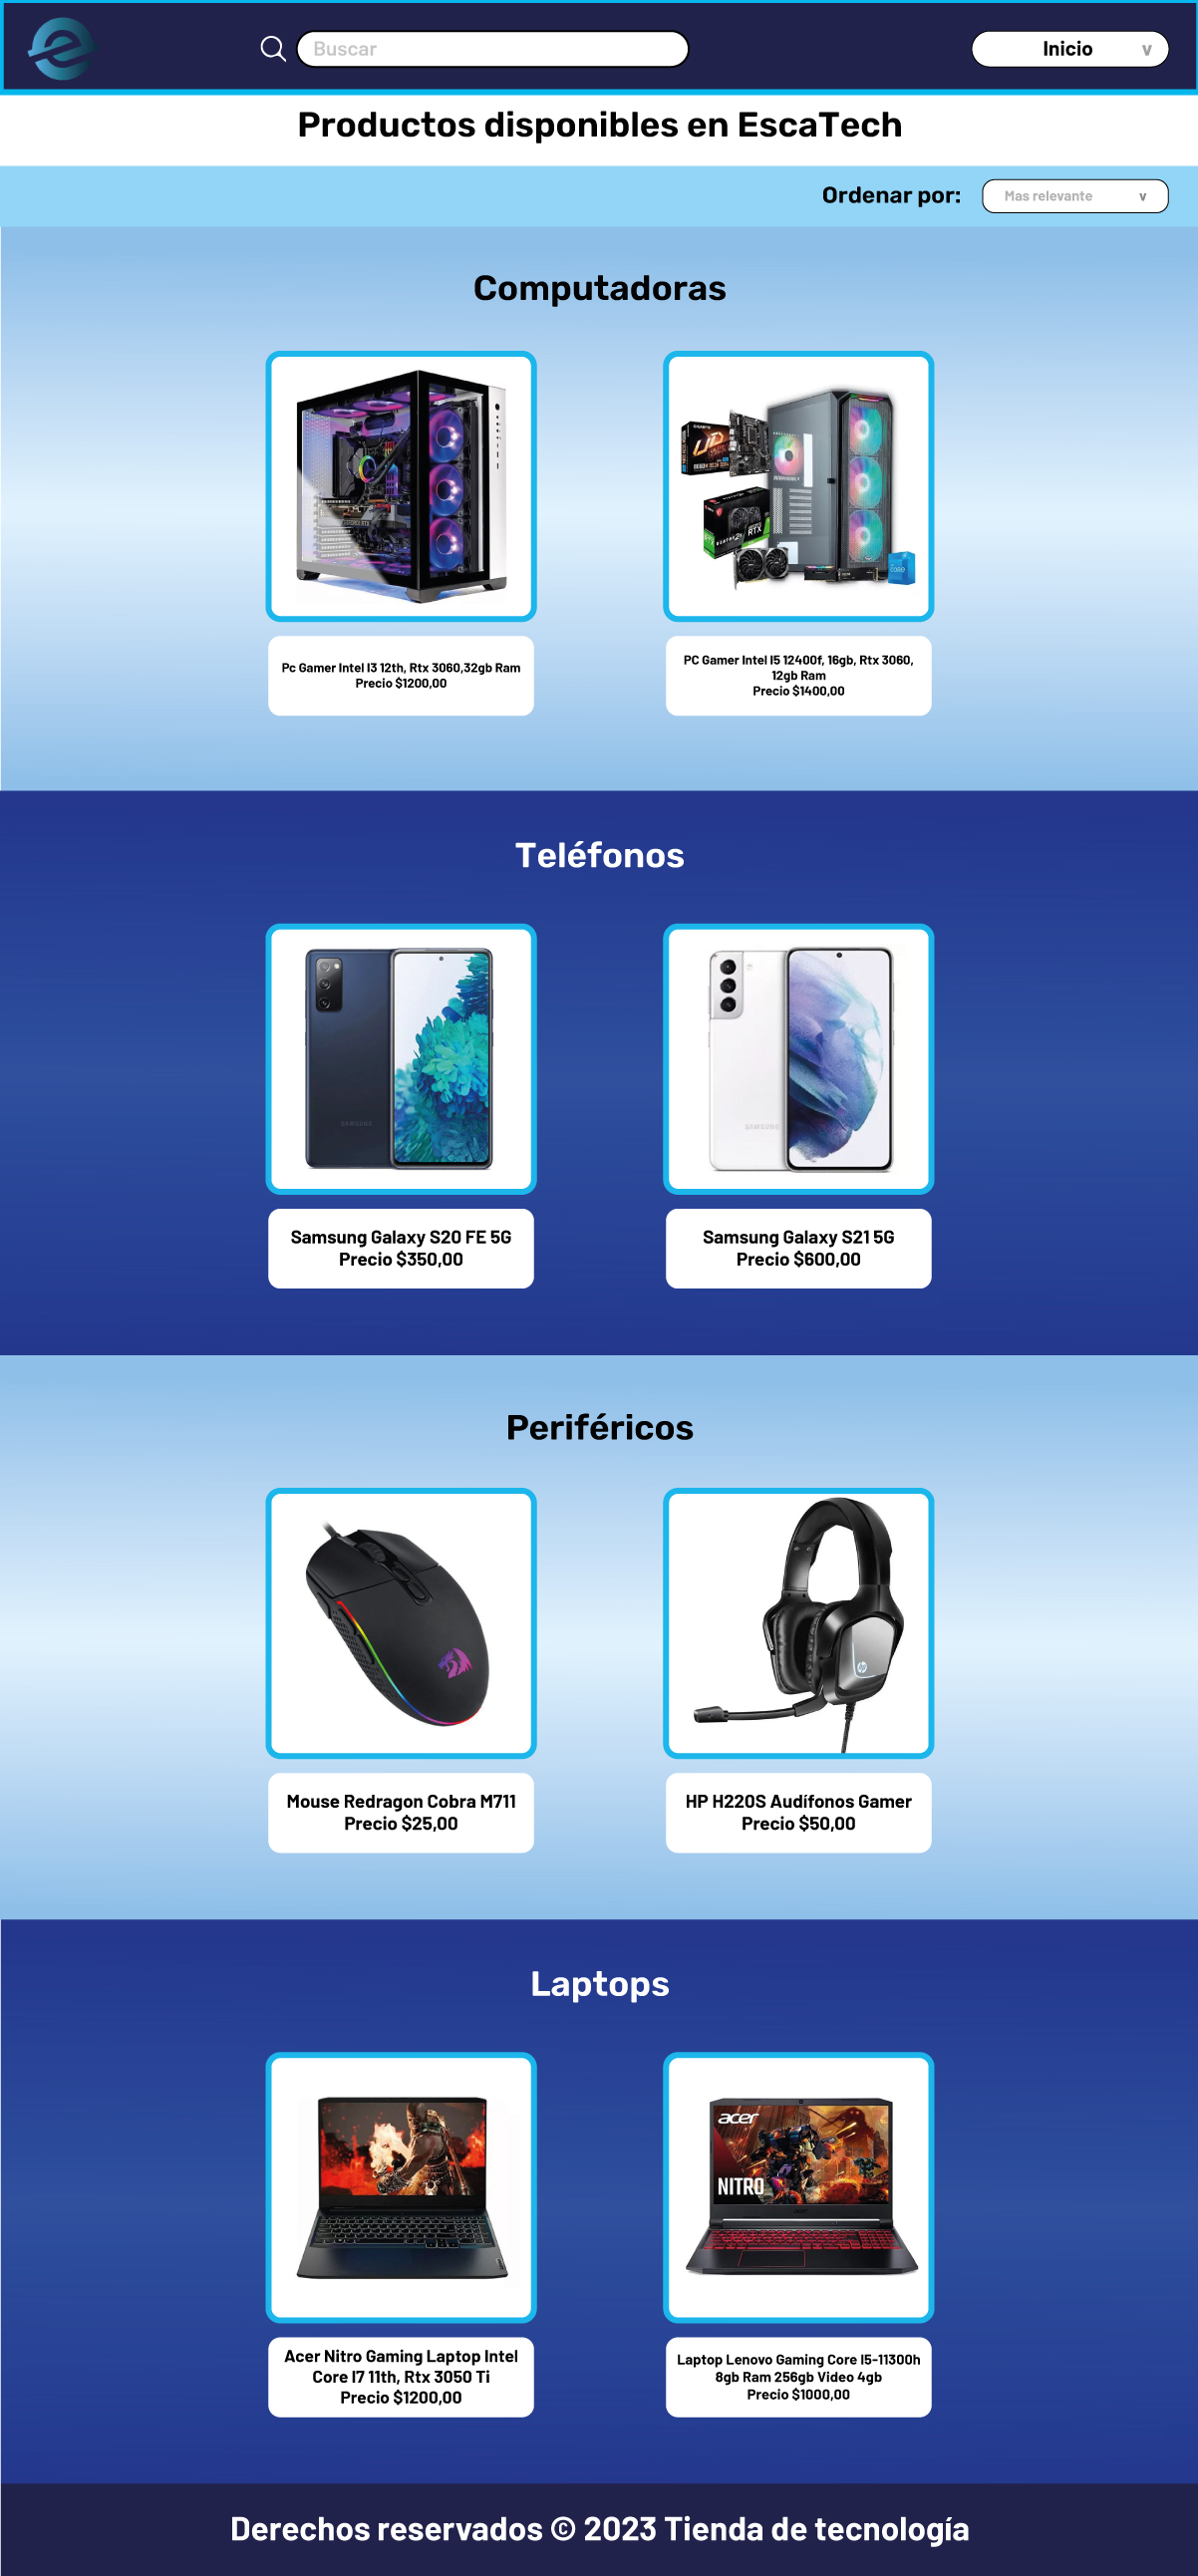 Buscar
Inicio v
Productos disponibles en EscaTech
Ordenar por: Mas relevante v
Computadoras
Pc Gamer Intel I3 12th, Rtx 3060,32gb Ram
Precio $1200,00
PC Gamer Intel I5 12400f, 16gb, Rtx 3060,
12gb Ram
Precio $1400,00
Teléfonos
SAMSUNG
SAMSUNG
Samsung Galaxy S20 FE 5G
Precio $350,00
Samsung Galaxy S21 5G
Precio $600,00
Periféricos
hp
Mouse Redragon Cobra M711
Precio $25,00
HP H220S Audífonos Gamer
Precio $50,00
Laptops
acer
NITRO
Acer Nitro Gaming Laptop Intel
Core I7 11th, Rtx 3050 Ti
Precio $1200,00
Laptop Lenovo Gaming Core I5-11300h
8gb Ram 256gb Video 4gb
Precio $1000,00
Derechos reservados © 2023 Tienda de tecnología